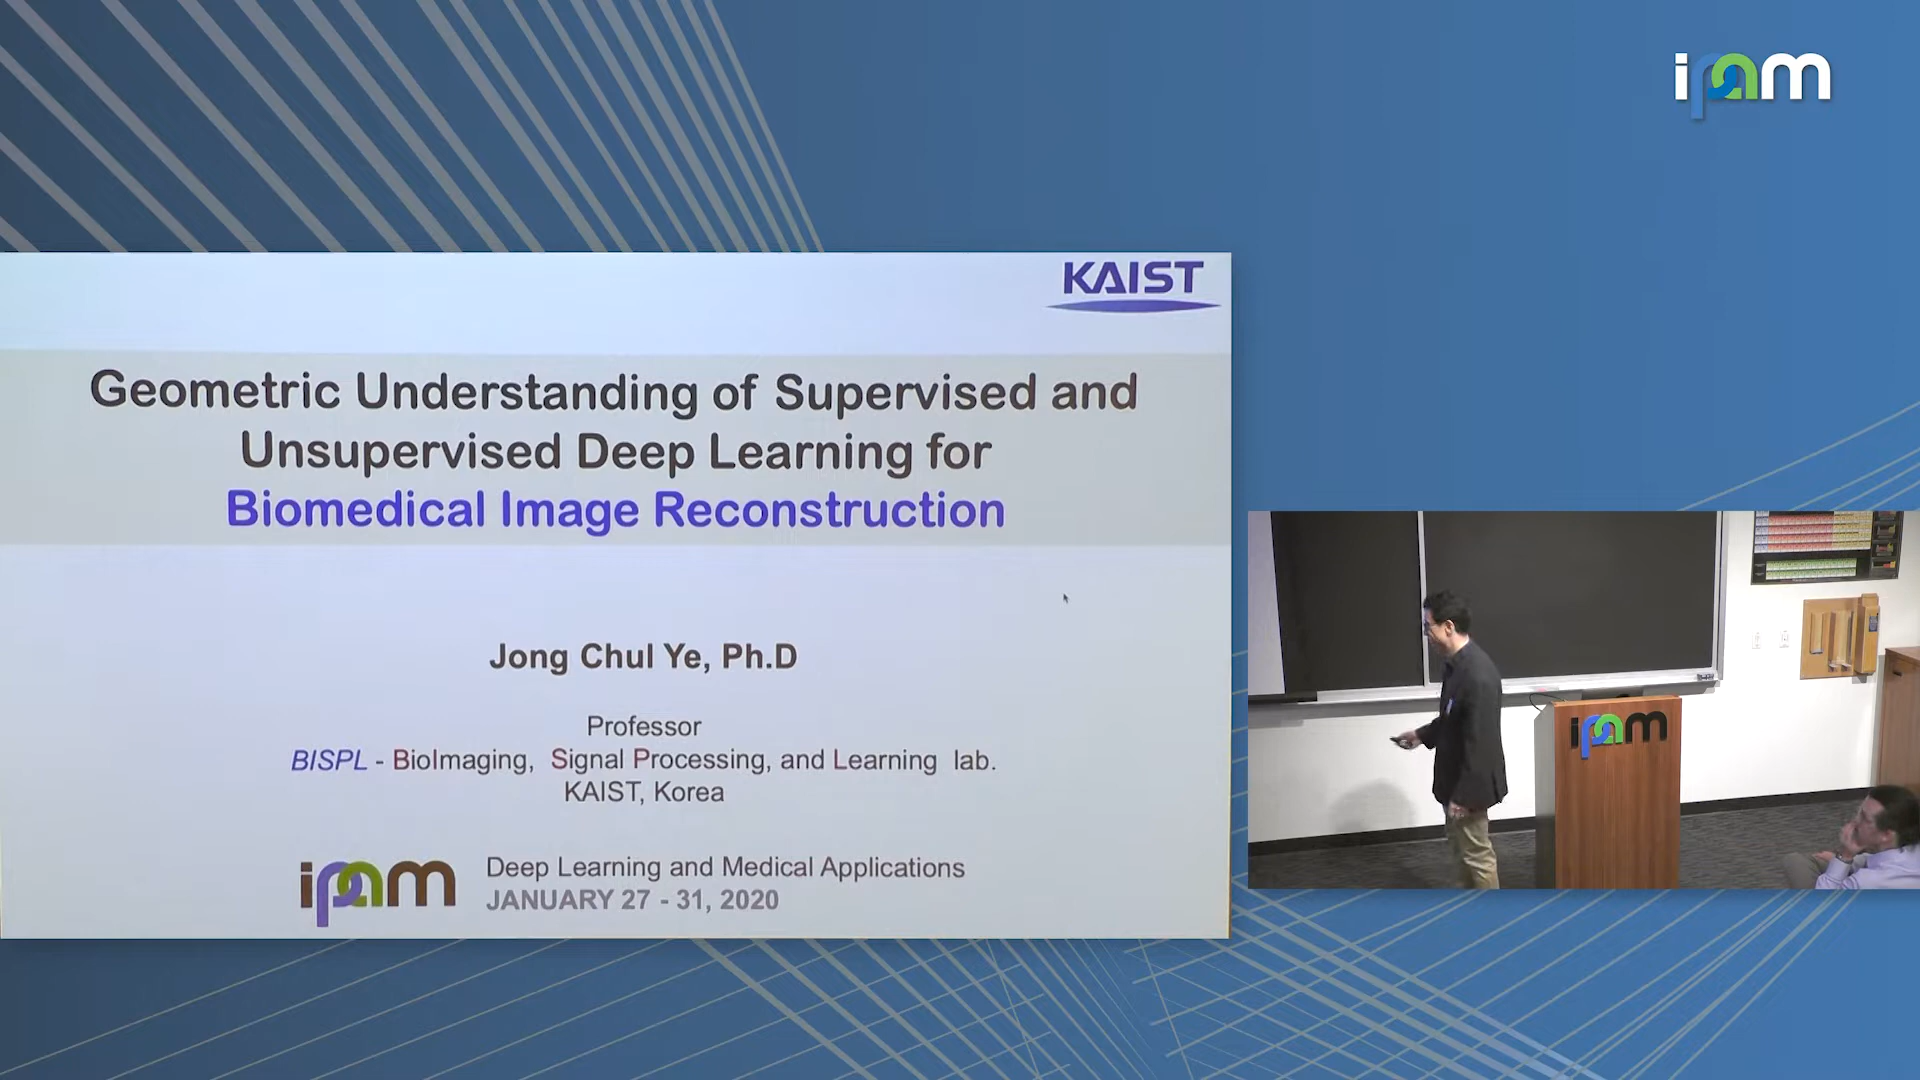 ipam
KAIST
Geometric Understanding of Supervised and
Unsupervised Deep Learning for
Biomedical Image Reconstruction
Jong Chul Ye, Ph.D
Professor
BISPL - BioImaging, Signal Processing, and Learning lab.
KAIST, Korea
ipam
Deep Learning and Medical Applications
JANUARY 27 - 31, 2020
ipam